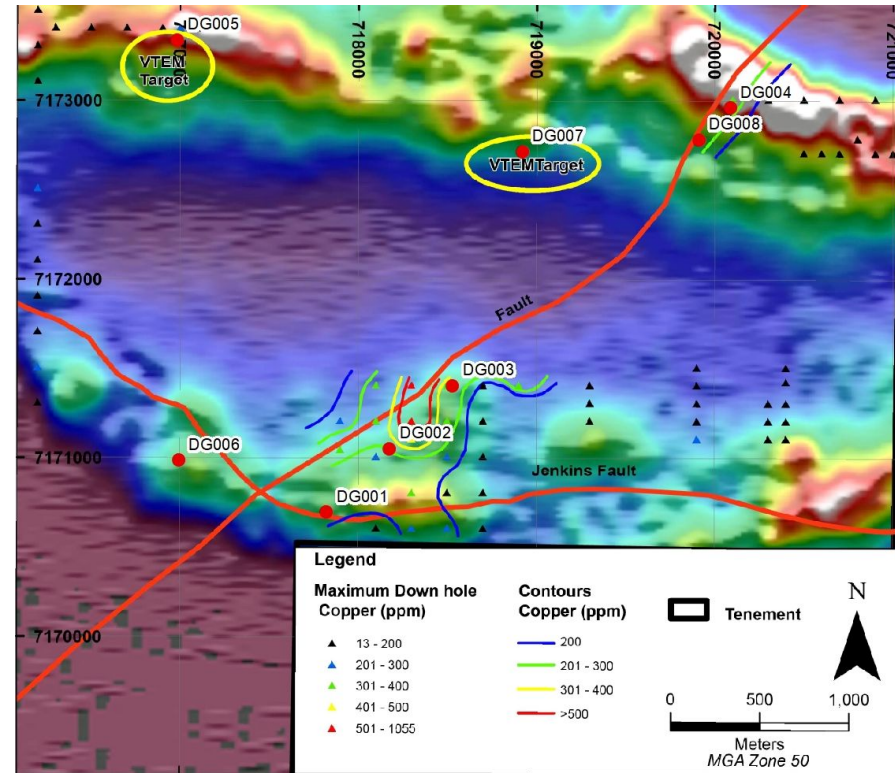 DG005
VTEM
Target
718000
719000
720000
7173000
DG004
DG008
DG007
VTEMTarget
7172000
Fault
DG003
DG002
DG006
7171000
Jenkins Fault
DG001
7170000
Legend
Maximum Down hole
Copper (ppm)
13 - 200
201 - 300
301 - 400
401 - 500
501 - 1055
Contours
Copper (ppm)
200
201 - 300
301 - 400
>500
Tenement
N
0 500 1,000
Meters
MGA Zone 50